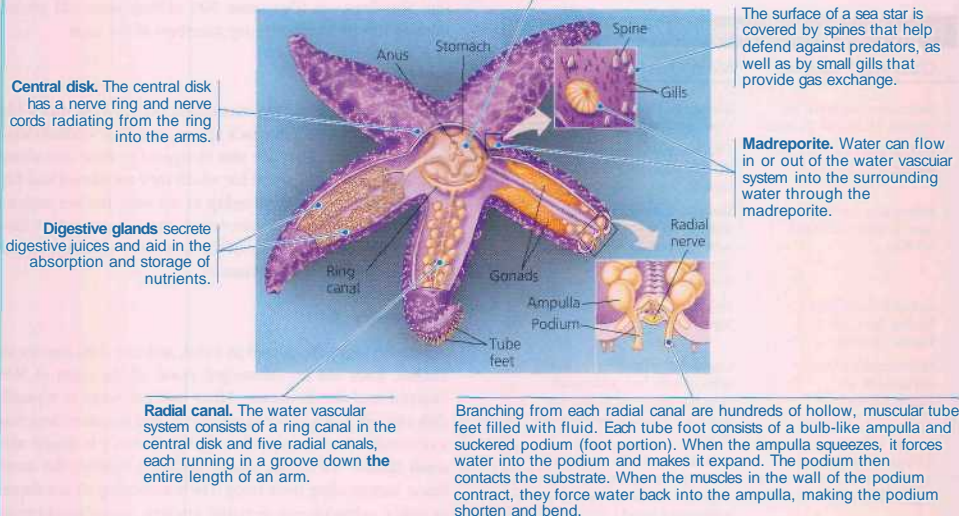 The surface of a sea star is
covered by spines that help
defend against predators, as
well as by small gills that
provide gas exchange.
Spine
Stomach
Anus
Gills
Central disk. The central disk
has a nerve ring and nerve
cords radiating from the ring
into the arms.
Madreporite. Water can flow
in or out of the water vascuiar
system into the surrounding
water through the
madreporite.
Digestive glands secrete
digestive juices and aid in the
absorption and storage of
nutrients.
Radial
nerve
Ring
canal
Gonads
Ampulla
Podium
Tube
feet
Radial canal. The water vascular
system consists of a ring canal in the
central disk and five radial canals,
each running in a groove down the
entire length of an arm.
Branching from each radial canal are hundreds of hollow, muscular tube
feet filled with fluid. Each tube foot consists of a bulb-like ampulla and
suckered podium (foot portion). When the ampulla squeezes, it forces
water into the podium and makes it expand. The podium then
contacts the substrate. When the muscles in the wall of the podium
contract, they force water back into the ampulla, making the podium
shorten and bend.